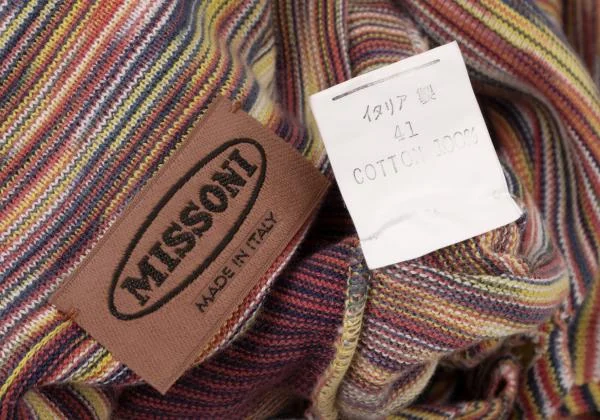 MISSONI
MADE IN ITALY
イタリア 製
41
COTTON 100%